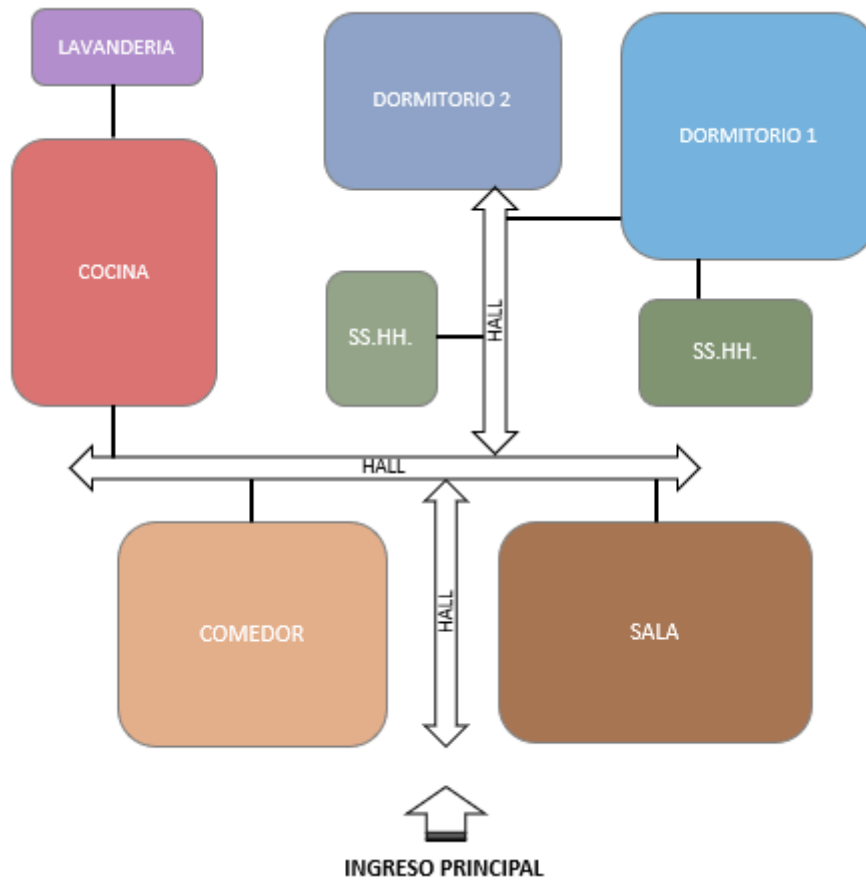 LAVANDERIA
DORMITORIO 2
DORMITORIO 1
COCINA
SS.HH.
HALL
SS.HH.
HALL
COMEDOR
HALL
SALA
INGRESO PRINCIPAL